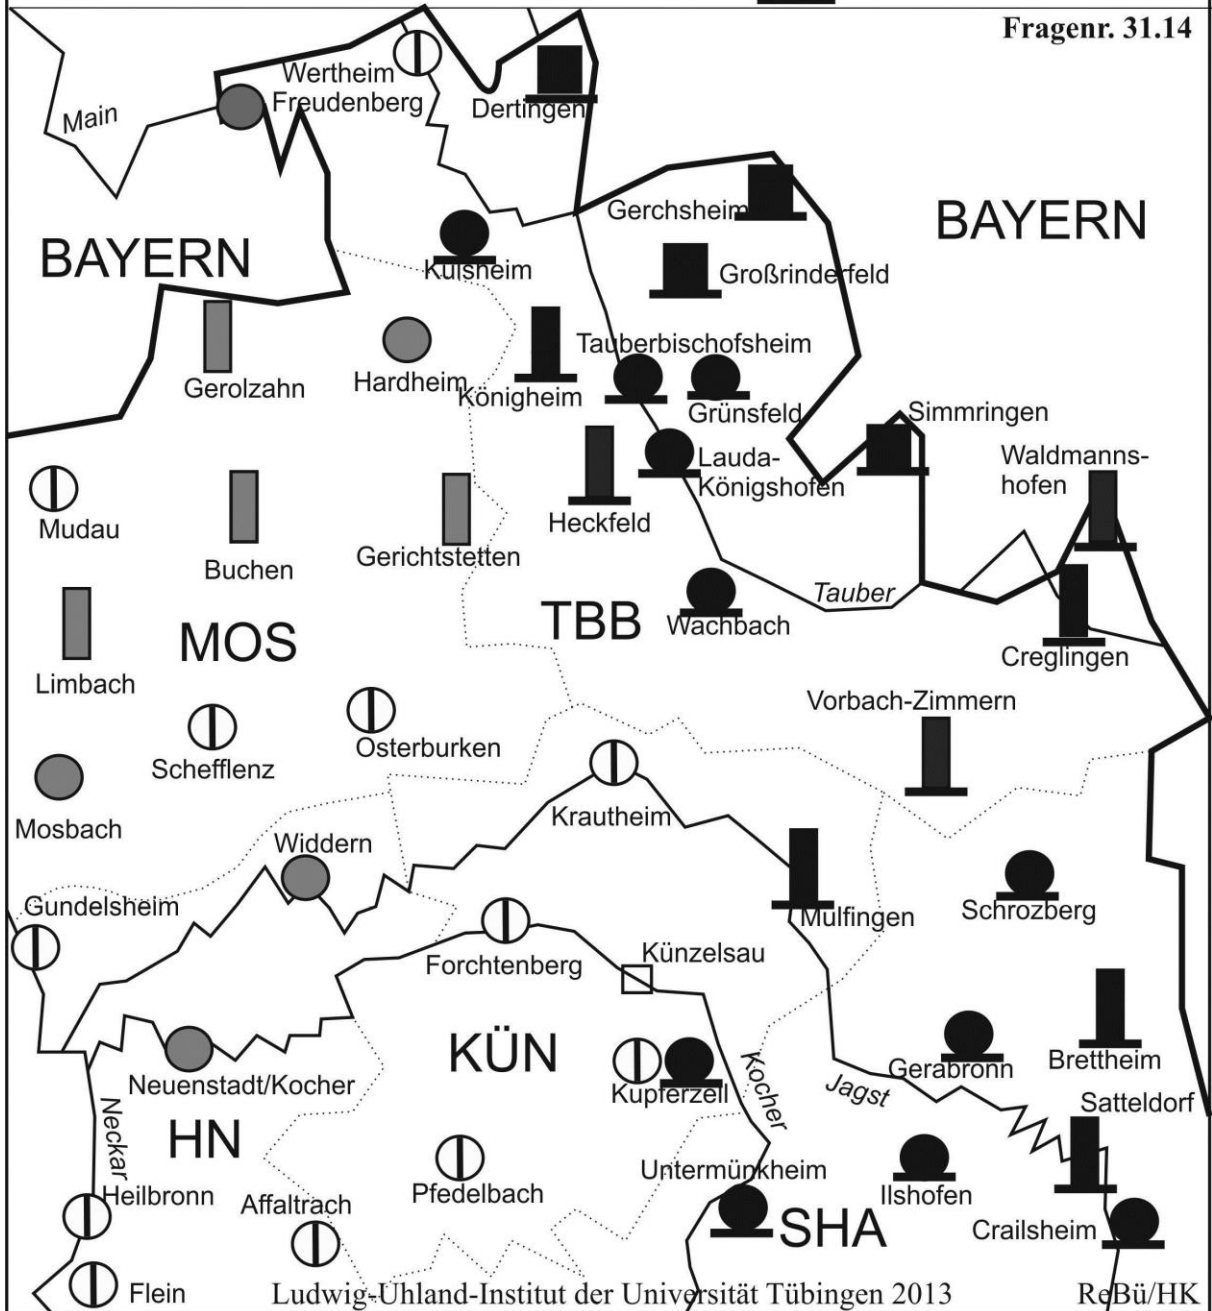 Fragenr. 31.14
Wertheim
Freudenberg
Dertingen
Main
Gerchsheim
BAYERN
BAYERN
Külsheim
Großrinderfeld
Tauberbischofsheim
Gerolzahn
Hardheim
Königheim
Grünsfeld
Simmringen
Lauda-
Königshofen
Waldmanns-
hofen
Mudau
Heckfeld
Buchen
Gerichtstetten
Tauber
TBB
Wachbach
MOS
Creglingen
Limbach
Vorbach-Zimmern
Osterburken
Schefflenz
Krautheim
Mosbach
Widdern
Gundelsheim
Mulfingen
Schrozberg
Künzelsau
Forchtenberg
KÜN
Kocher
Gerabronn
Brettheim
Neuenstadt/Kocher
Kupferzell
Jagst
Satteldorf
Neckar
HN
Untermünkheim
Ilshofen
Heilbronn
Affaltrach
Pfedelbach
SHA
Crailsheim
Flein
Ludwig-Uhland-Institut der Universität Tübingen 2013
ReBü/HK